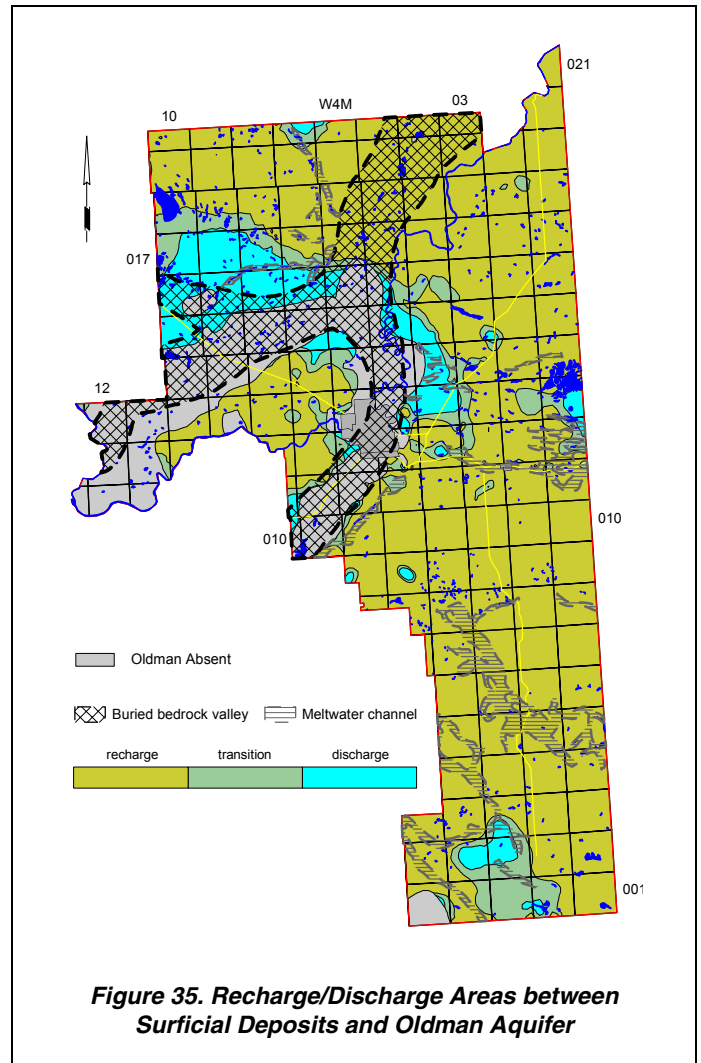 021
10 W4M 03
017
12
010
010
Oldman Absent
Buried bedrock valley Meltwater channel
recharge transition discharge
001
Figure 35. Recharge/Discharge Areas between
Surficial Deposits and Oldman Aquifer